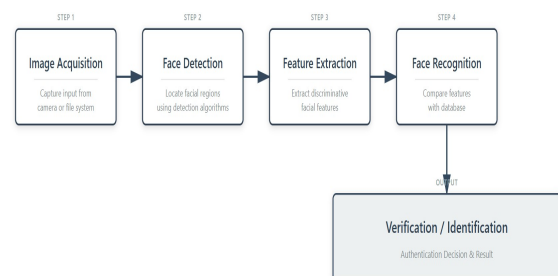 STEP 1
STEP 2
STEP 3
STEP 4
Image Acquisition
Capture input from
camera or file system
Face Detection
Locate facial regions
using detection algorithms
Feature Extraction
Extract discriminative
facial features
Face Recognition
Compare features
with database
OUTPUT
Verification / Identification
Authentication Decision & Result